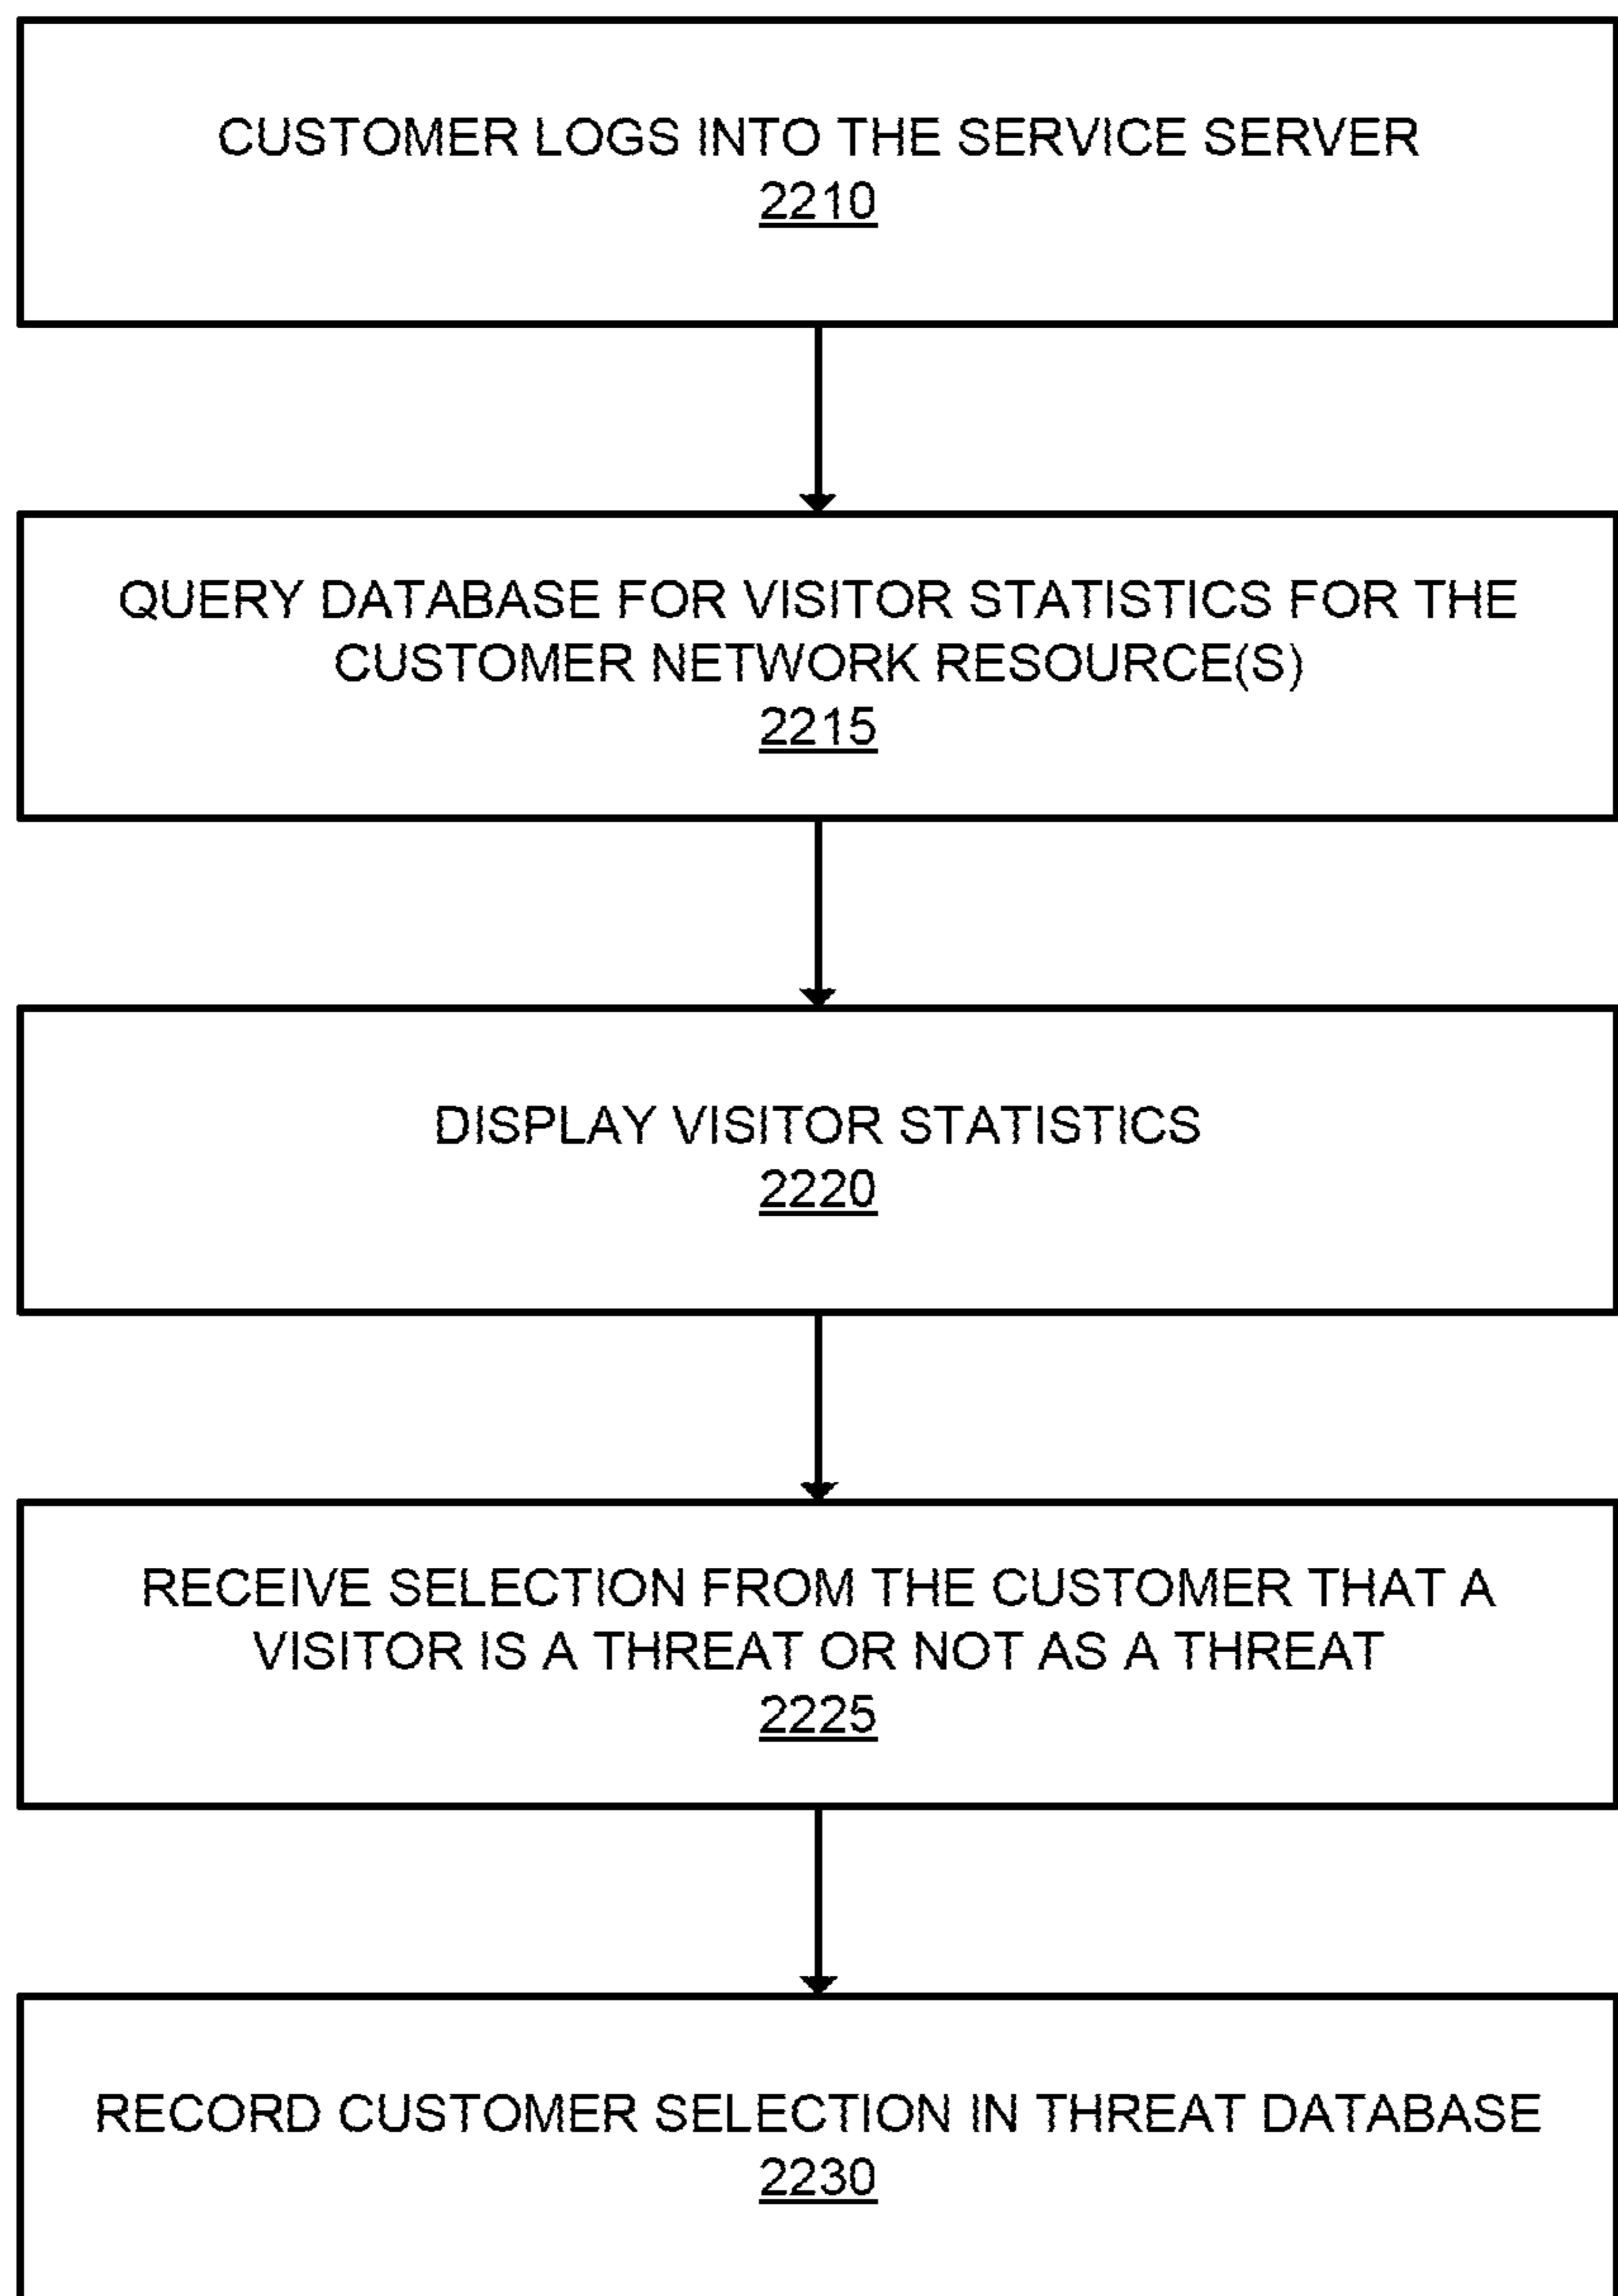 CUSTOMER LOGS INTO THE SERVICE SERVER
2210
QUERY DATABASE FOR VISITOR STATISTICS FOR THE
CUSTOMER NETWORK RESOURCE(S)
2215
DISPLAY VISITOR STATISTICS
2220
RECEIVE SELECTION FROM THE CUSTOMER THAT A
VISITOR IS A THREAT OR NOT AS A THREAT
2225
RECORD CUSTOMER SELECTION IN THREAT DATABASE
2230